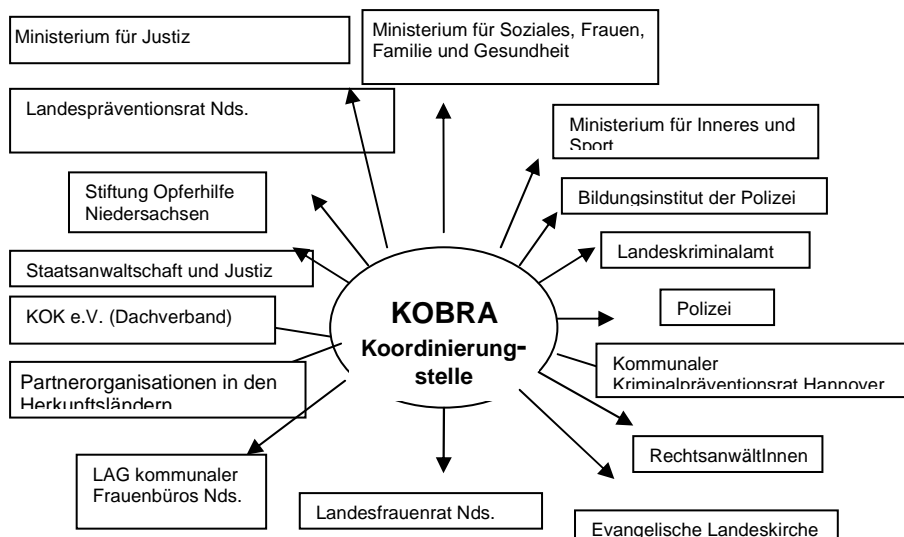 Ministerium für Justiz
Ministerium für Soziales, Frauen,
Familie und Gesundheit
Landespräventionsrat Nds.
Ministerium für Inneres und
Sport
Stiftung Opferhilfe
Niedersachsen
Bildungsinstitut der Polizei
Staatsanwaltschaft und Justiz
Landeskriminalamt
KOK e.V. (Dachverband)
KOBRA
Koordinierung-
stelle
Polizei
Partnerorganisationen in den
Herkunftsländern
Kommunaler
Kriminalpräventionsrat Hannover
LAG kommunaler
Frauenbüros Nds.
RechtsanwältInnen
Landesfrauenrat Nds.
Evangelische Landeskirche